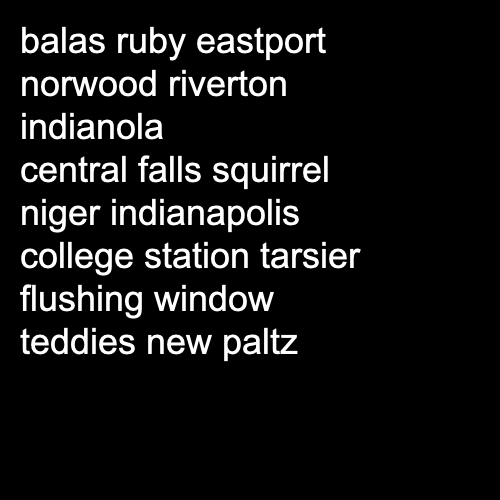 balas ruby eastport
norwood riverton
indianola
central falls squirrel
niger indianapolis
college station tarsier
flushing window
teddies new paltz